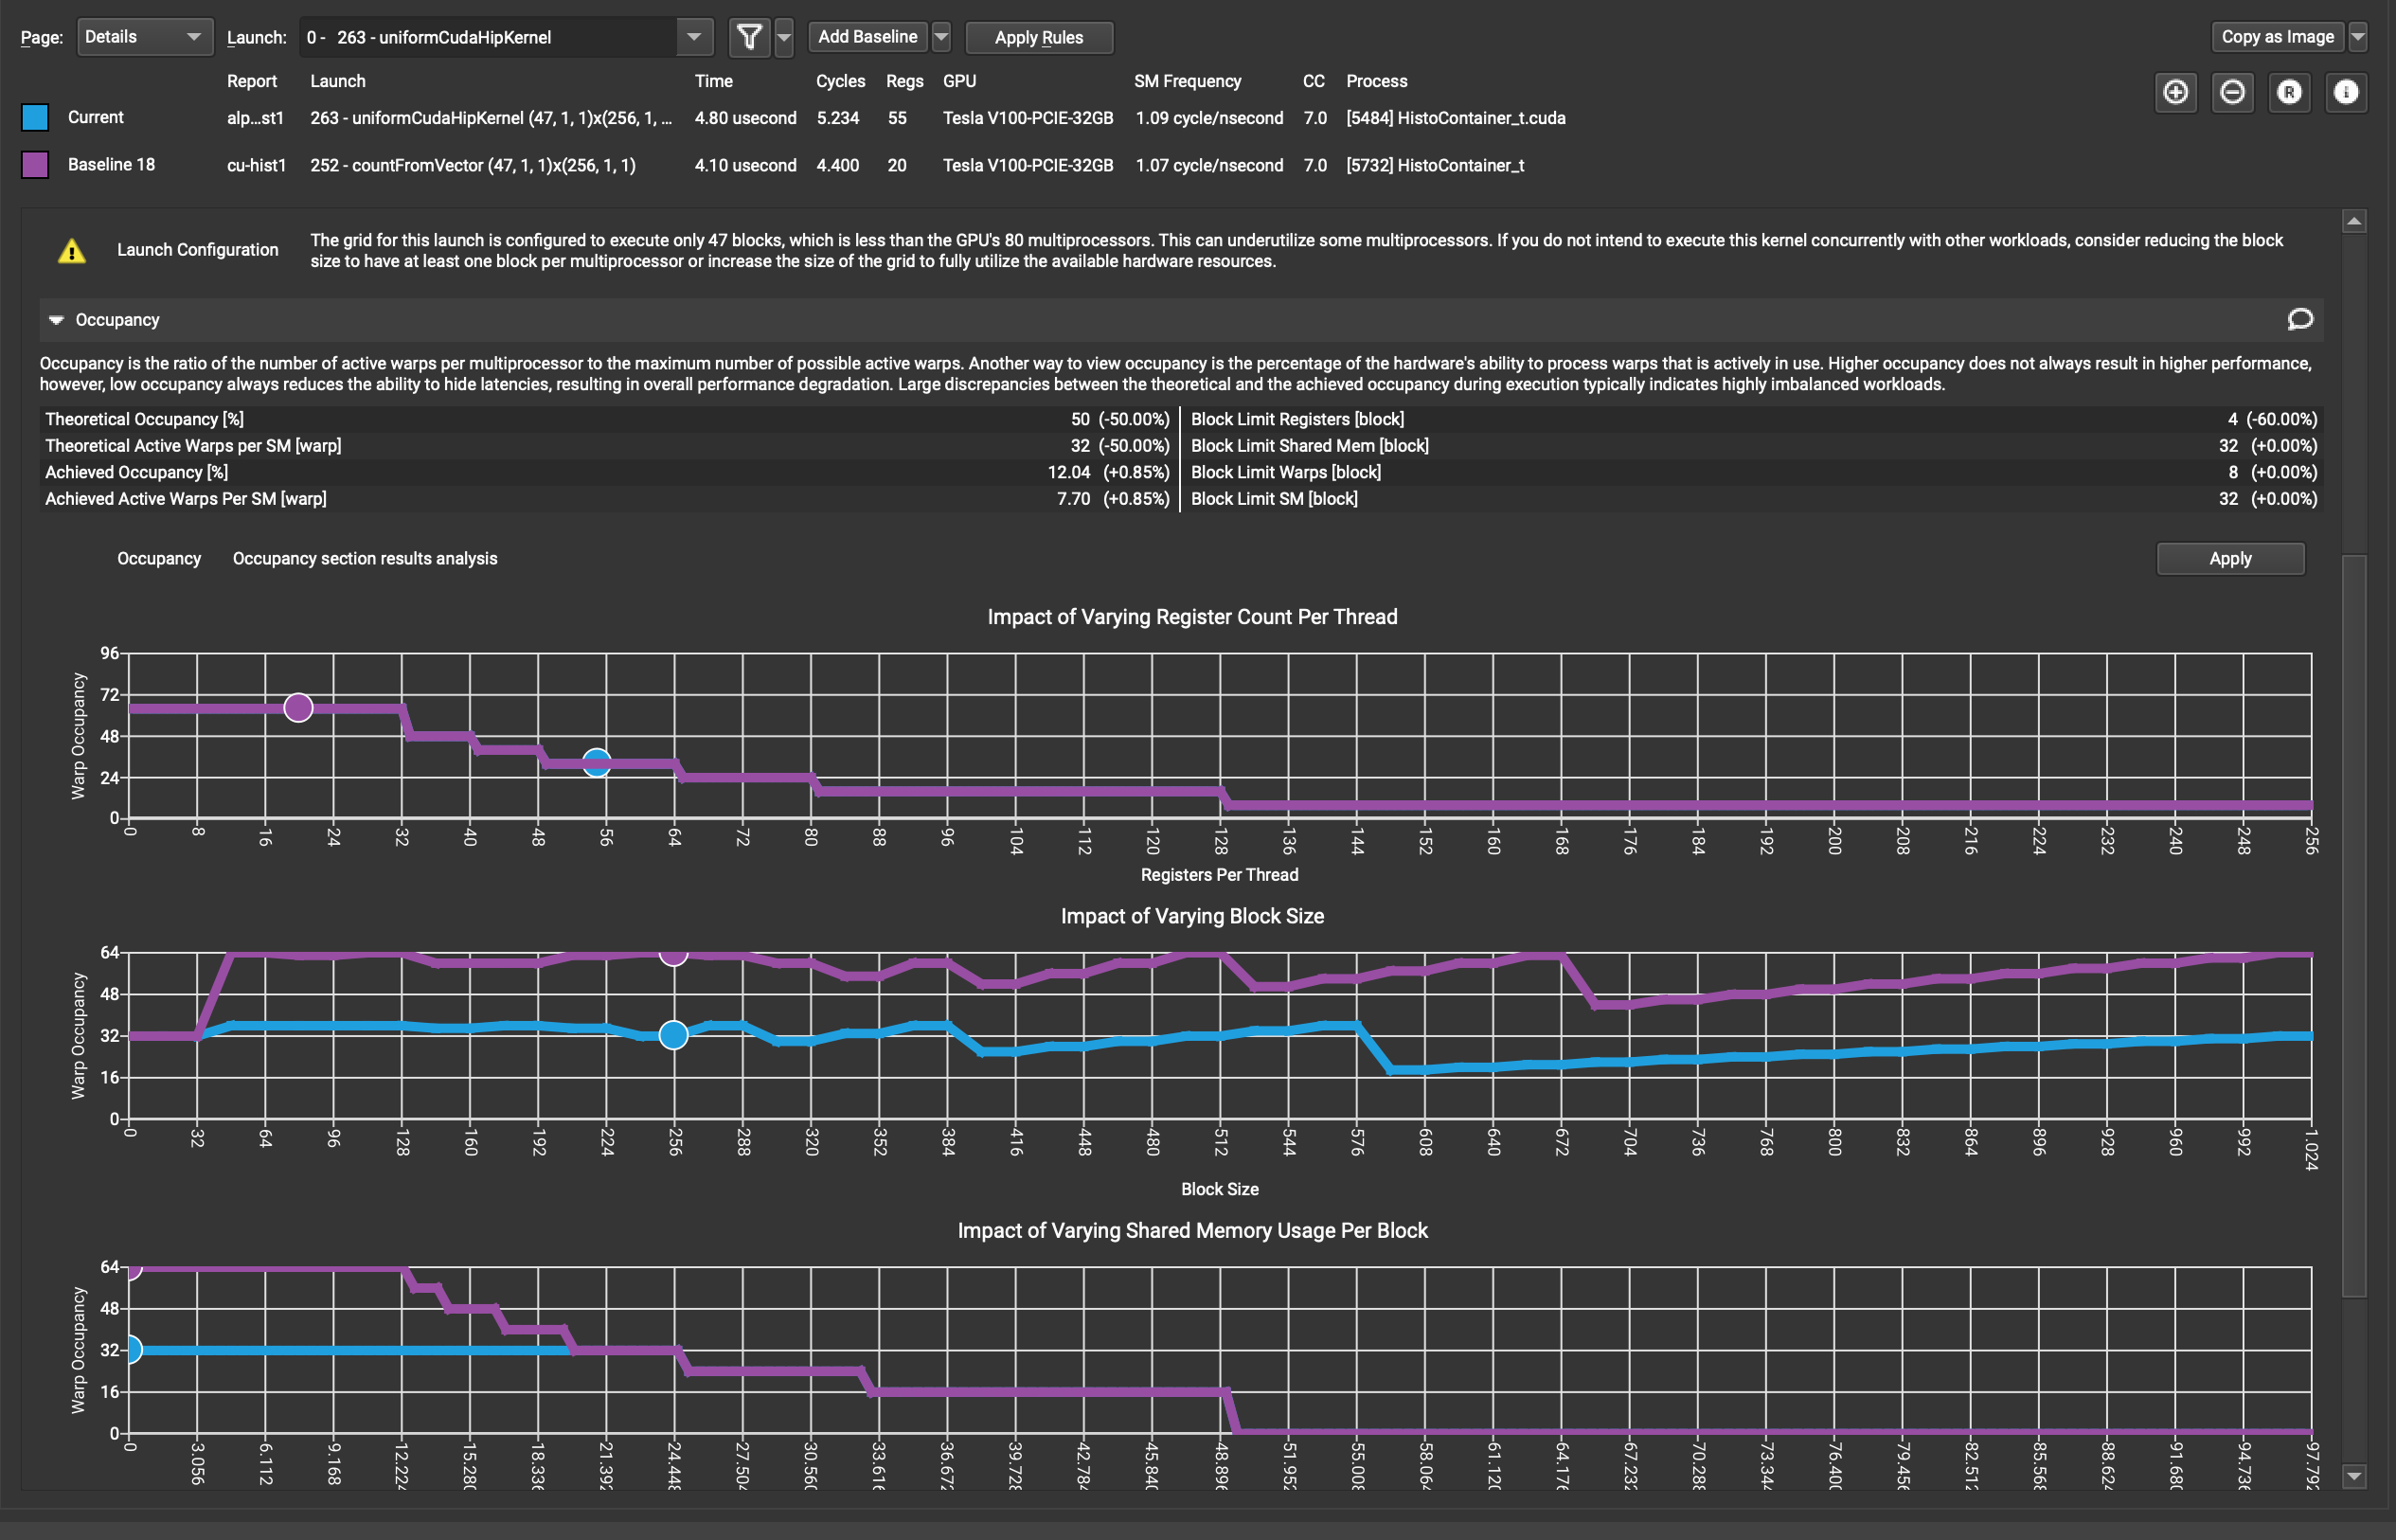 Page: Details Launch: 0 - 263 - uniformCudaHipKernel Add Baseline Apply Rules Copy as Image
Report Launch Time Cycles Regs GPU SM Frequency CC Process
Current alp...st1 263 - uniformCudaHipKernel (47, 1, 1)x(256, 1, ... 4.80 usecond 5.234 55 Tesla V100-PCIE-32GB 1.09 cycle/nsecond 7.0 [5484] HistoContainer_t.cuda
Baseline 18 cu-hist1 252 - countFromVector (47, 1, 1)x(256, 1, 1) 4.10 usecond 4.400 20 Tesla V100-PCIE-32GB 1.07 cycle/nsecond 7.0 [5732] HistoContainer_t
Launch Configuration
The grid for this launch is configured to execute only 47 blocks, which is less than the GPU's 80 multiprocessors. This can underutilize some multiprocessors. If you do not intend to execute this kernel concurrently with other workloads, consider reducing the block
size to have at least one block per multiprocessor or increase the size of the grid to fully utilize the available hardware resources.
Occupancy
Occupancy is the ratio of the number of active warps per multiprocessor to the maximum number of possible active warps. Another way to view occupancy is the percentage of the hardware's ability to process warps that is actively in use. Higher occupancy does not always result in higher performance,
however, low occupancy always reduces the ability to hide latencies, resulting in overall performance degradation. Large discrepancies between the theoretical and the achieved occupancy during execution typically indicates highly imbalanced workloads.
Theoretical Occupancy [%] 50 (-50.00%) Block Limit Registers [block] 4 (-60.00%)
Theoretical Active Warps per SM [warp] 32 (-50.00%) Block Limit Shared Mem [block] 32 (+0.00%)
Achieved Occupancy [%] 12.04 (+0.85%) Block Limit Warps [block] 8 (+0.00%)
Achieved Active Warps Per SM [warp] 7.70 (+0.85%) Block Limit SM [block] 32 (+0.00%)
Occupancy Occupancy section results analysis Apply
Impact of Varying Register Count Per Thread
Warp Occupancy
96
72
48
24
0
0 8 16 24 32 40 48 56 64 72 80 88 96 104 112 120 128 136 144 152 160 168 176 184 192 200 208 216 224 232 240 248 256
Registers Per Thread
Impact of Varying Block Size
Warp Occupancy
64
48
32
16
0
0 32 64 96 128 160 192 224 256 288 320 352 384 416 448 480 512 544 576 608 640 672 704 736 768 800 832 864 896 928 960 992 1.024
Block Size
Impact of Varying Shared Memory Usage Per Block
Warp Occupancy
64
48
32
16
0
0 3.056 6.112 9.168 12.224 15.280 18.336 21.392 24.448 27.504 30.560 33.616 36.672 39.728 42.784 45.840 48.896 51.952 55.008 58.064 61.120 64.176 67.232 70.288 73.344 76.400 79.456 82.512 85.568 88.624 91.680 94.736 97.792